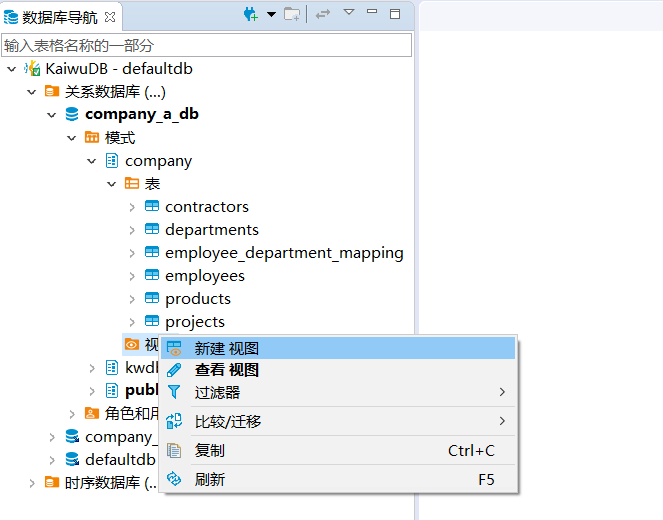 数据库导航
输入表格名称的一部分
KaiwuDB - defaultdb
关系数据库 (...)
company_a_db
模式
company
表
contractors
departments
employee_department_mapping
employees
products
projects
视
新建 视图
kwdb
查看 视图
publ
过滤器
角色和用
比较/迁移
company_
复制 Ctrl+C
defaultdb
刷新 F5
时序数据库 (...